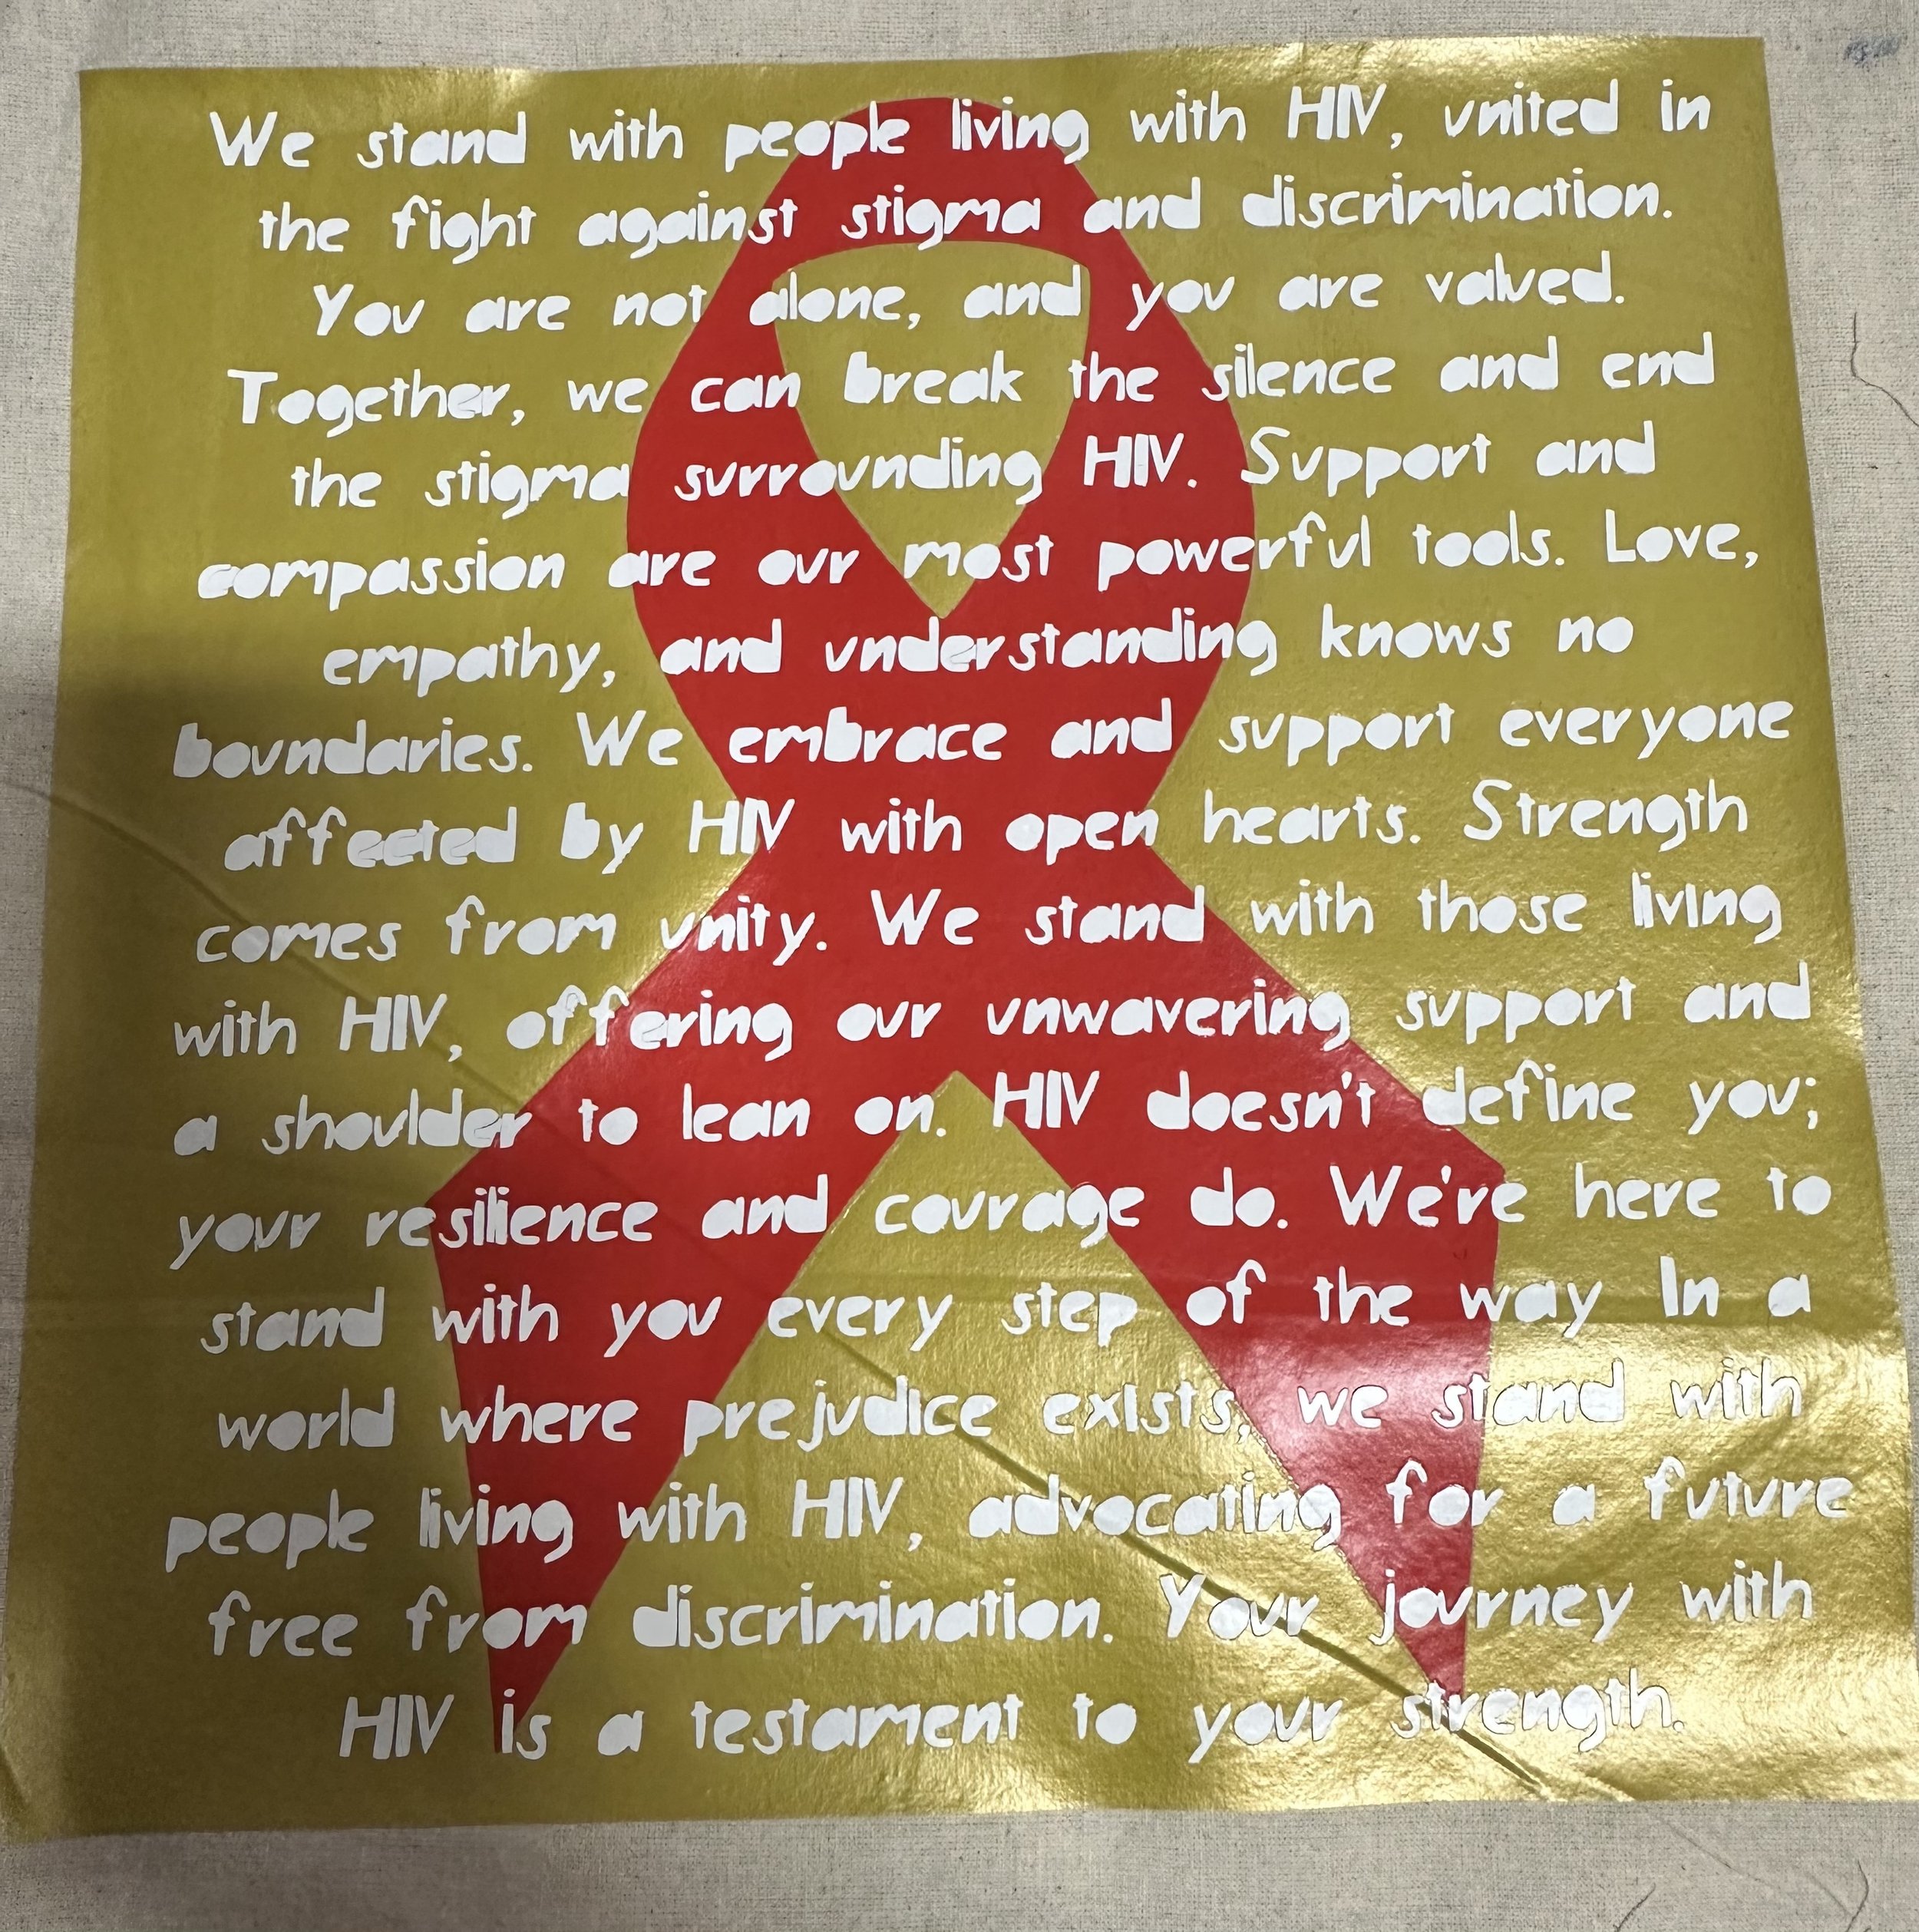 We stand with people living with HIV, united in
the fight against stigma and discrimination.
You are not alone, and you are valued.
Together, we can break the silence and end
the stigma surrounding HIV. Support and
compassion are our most powerful tools. Love,
empathy, and understanding knows no
boundaries. We embrace and support everyone
affected by HIV with open hearts. Strength
comes from unity. We stand with those living
with HIV, offering our unwavering support and
a shoulder to lean on. HIV doesn't define you;
your resilience and courage do. We're here to
stand with you every step of the way In a
world where prejudice exists, we stand with
people living with HIV, advocating for a future
free from discrimination. Your journey with
HIV is a testament to your strength.